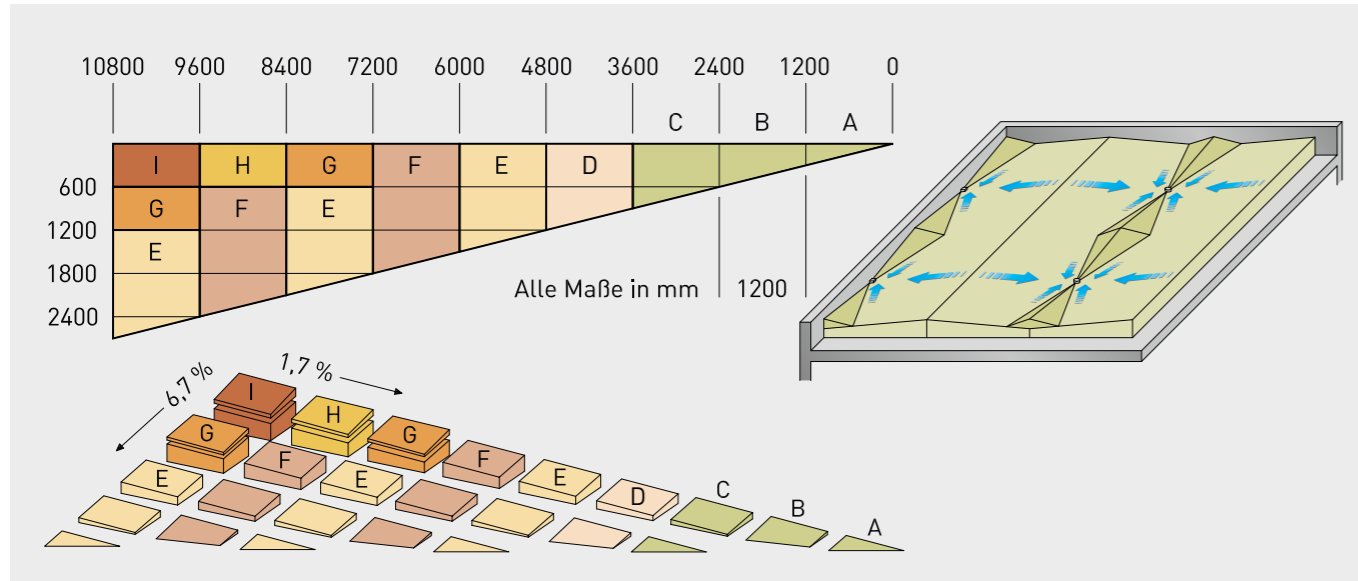 10800 9600 8400 7200 6000 4800 3600 2400 1200 0
C B A
I H G F E D
600
G F E
1200
E
1800
Alle Maße in mm 1200
2400
6,7 % 1,7 %
I
H
G G
F F
E E E
D
C
B
A